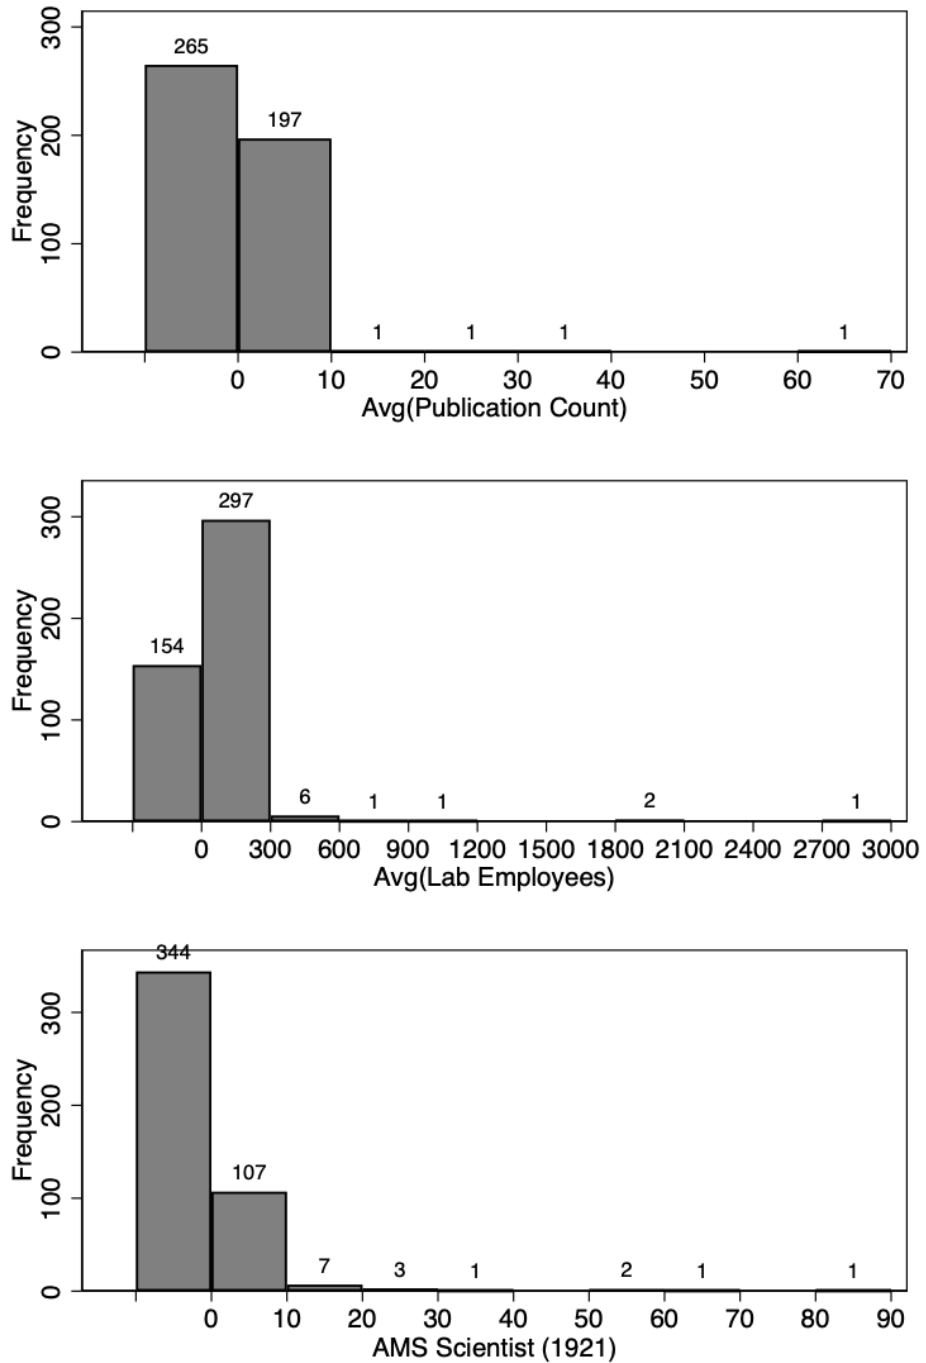 300
265
200
197
Frequency
100
1 1 1 1
0
0 10 20 30 40 50 60 70
Avg(Publication Count)
297
300
200
Frequency
154
100
6 1 1 2 1
0
0 300 600 900 1200 1500 1800 2100 2400 2700 3000
Avg(Lab Employees)
344
300
200
Frequency
107
100
7 3 1 2 1 1
0
0 10 20 30 40 50 60 70 80 90
AMS Scientist (1921)